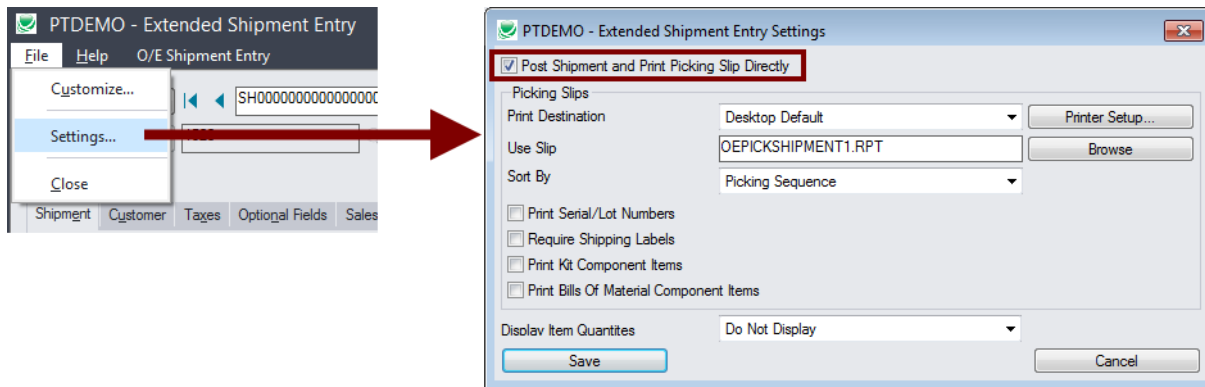 PTDEMO - Extended Shipment Entry
File Help O/E Shipment Entry
Customize...
SH0000000000000000
Settings...
Close
Shipment Customer Taxes Optional Fields Sales
PTDEMO - Extended Shipment Entry Settings
Post Shipment and Print Picking Slip Directly
Picking Slips
Print Destination Desktop Default Printer Setup...
Use Slip OEPICKSHIPMENT1.RPT Browse
Sort By Picking Sequence
Print Serial/Lot Numbers
Require Shipping Labels
Print Kit Component Items
Print Bills Of Material Component Items
Display Item Quantites Do Not Display
Save Cancel